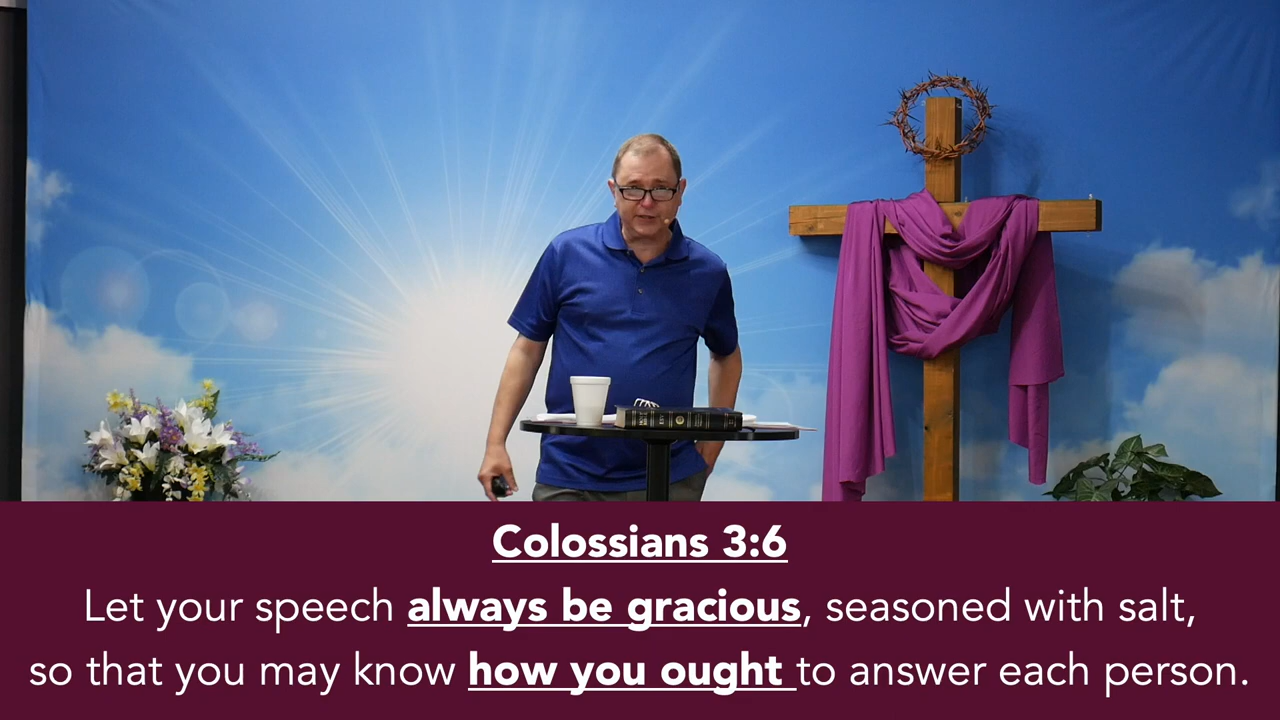 Colossians 3:6
Let your speech always be gracious, seasoned with salt,
so that you may know how you ought to answer each person.